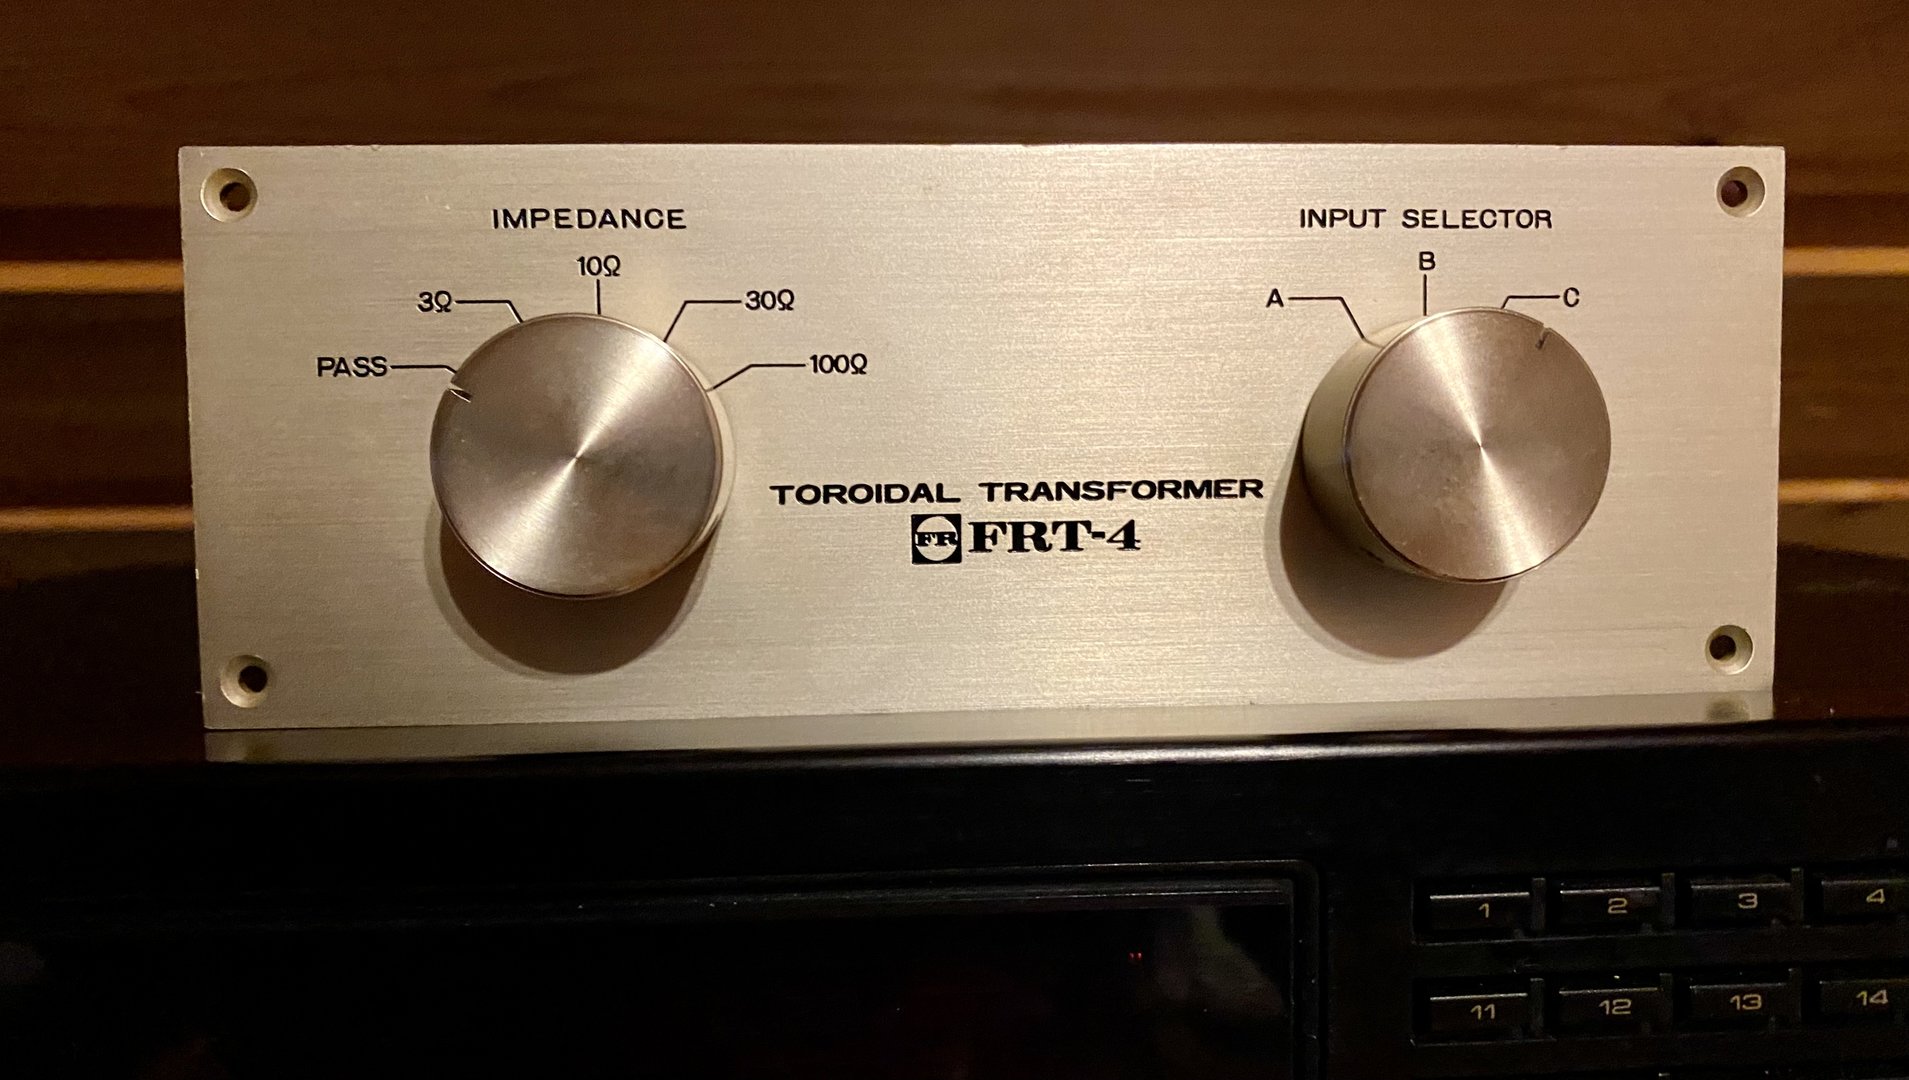 IMPEDANCE
INPUT SELECTOR
PASS
3Ω
10Ω
30Ω
100Ω
A
B
C
TOROIDAL TRANSFORMER
FR FRT-4
1 2 3 4
11 12 13 14